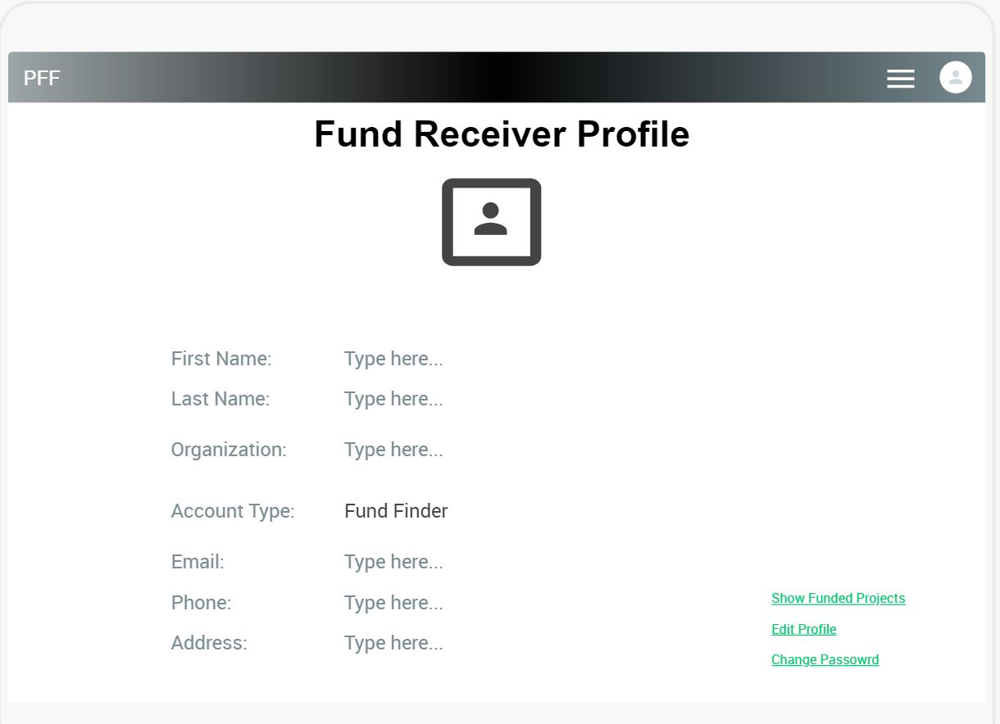 PFF
Fund Receiver Profile
First Name: Type here...
Last Name: Type here...
Organization: Type here...
Account Type: Fund Finder
Email: Type here...
Phone: Type here...
Address: Type here...
Show Funded Projects
Edit Profile
Change Passowrd